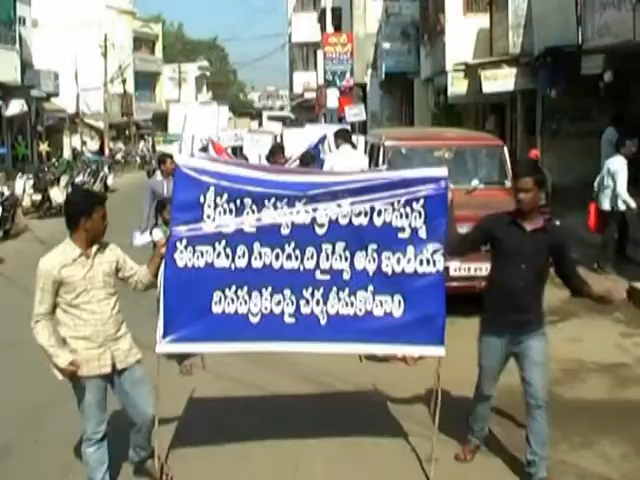 'క్రీస్తు' పై తప్పుడు వ్రాతలు రాస్తున్న
ఈనాడు, ది హిందు, ది టైమ్స్ ఆఫ్ ఇండియా
దినపత్రికలపై చర్యతీసుకోవాలి